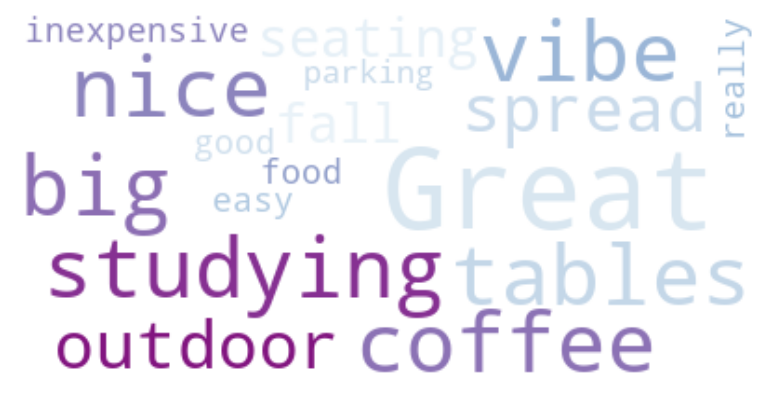 inexpensive
seating
vibe
really
nice
parking
spread
fall
good
big
food
Great
easy
studying
tables
outdoor
coffee